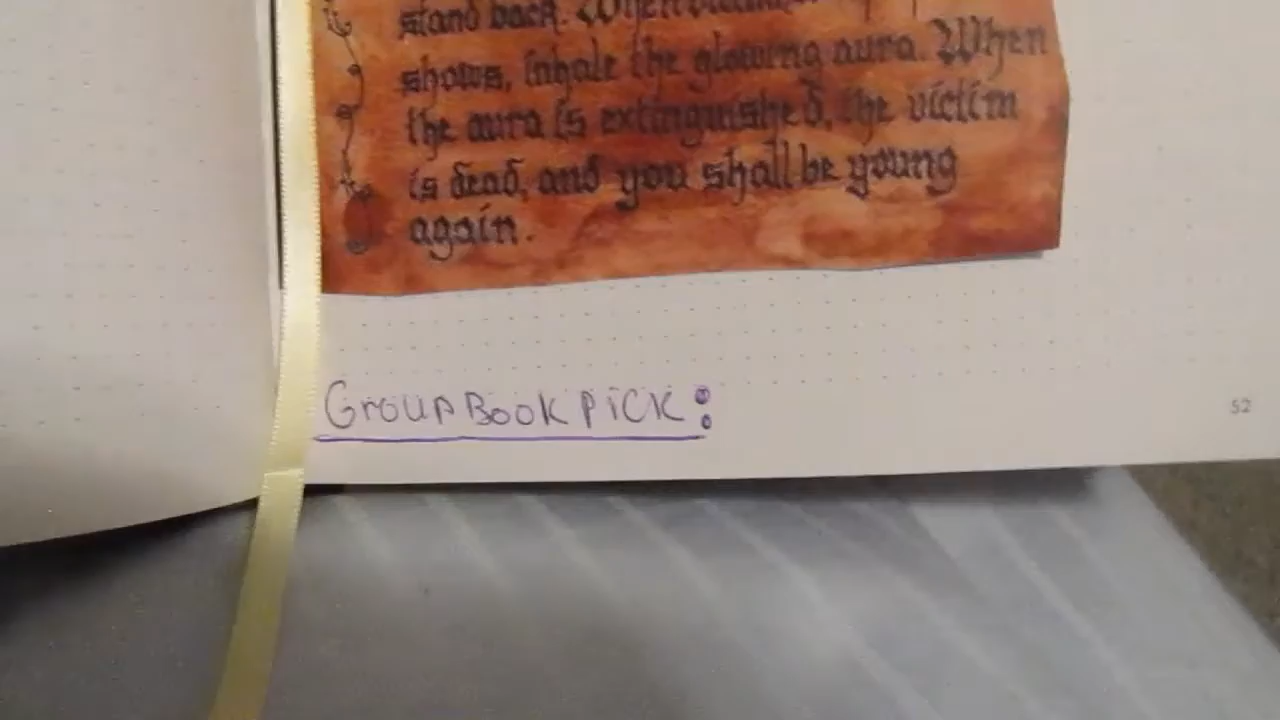 stand back. When
shows, inhale the glowing aura. When
the aura is extinguished, the victim
is dead, and you shall be young
again.
Group Book Pick:
52